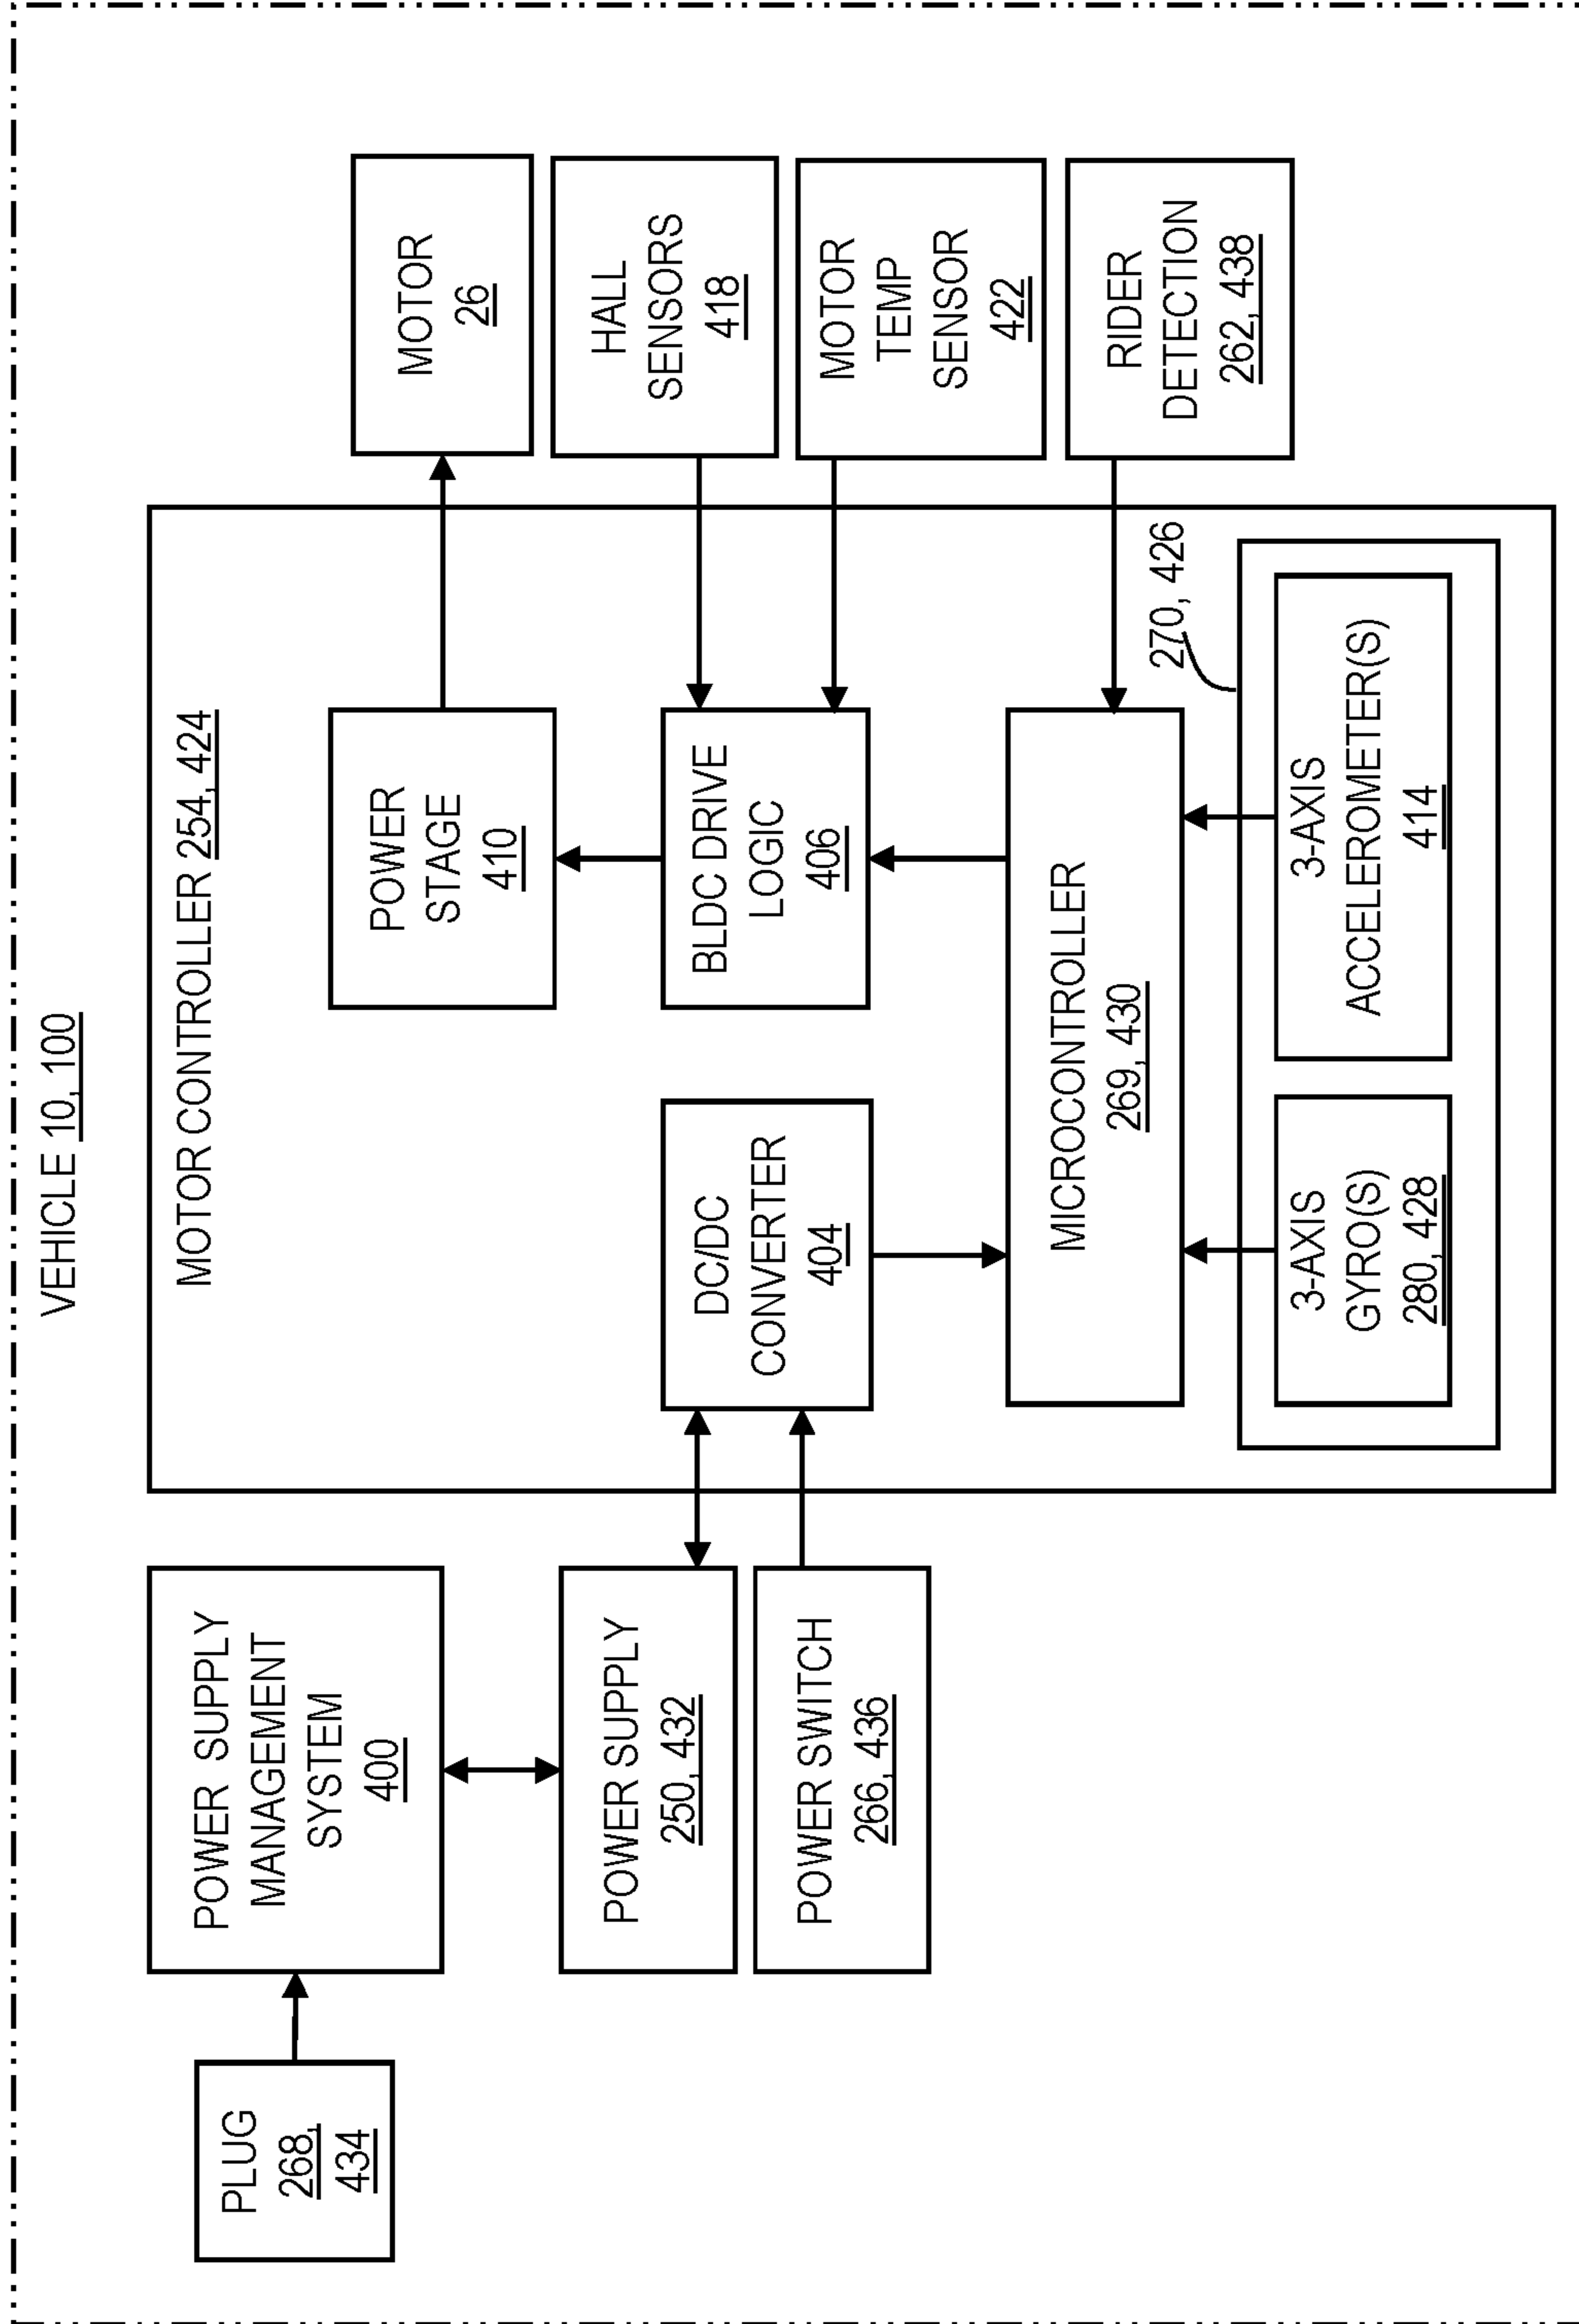 VEHICLE 10, 100
PLUG
268,
434
POWER SUPPLY
MANAGEMENT
SYSTEM
400
POWER SUPPLY
250, 432
POWER SWITCH
266, 436
MOTOR CONTROLLER 254, 424
DC/DC
CONVERTER
404
POWER
STAGE
410
BLDC DRIVE
LOGIC
406
MICROCONTROLLER
269, 430
270, 426
3-AXIS
GYRO(S)
280, 428
3-AXIS
ACCELEROMETER(S)
414
MOTOR
26
HALL
SENSORS
418
MOTOR
TEMP
SENSOR
422
RIDER
DETECTION
262, 438